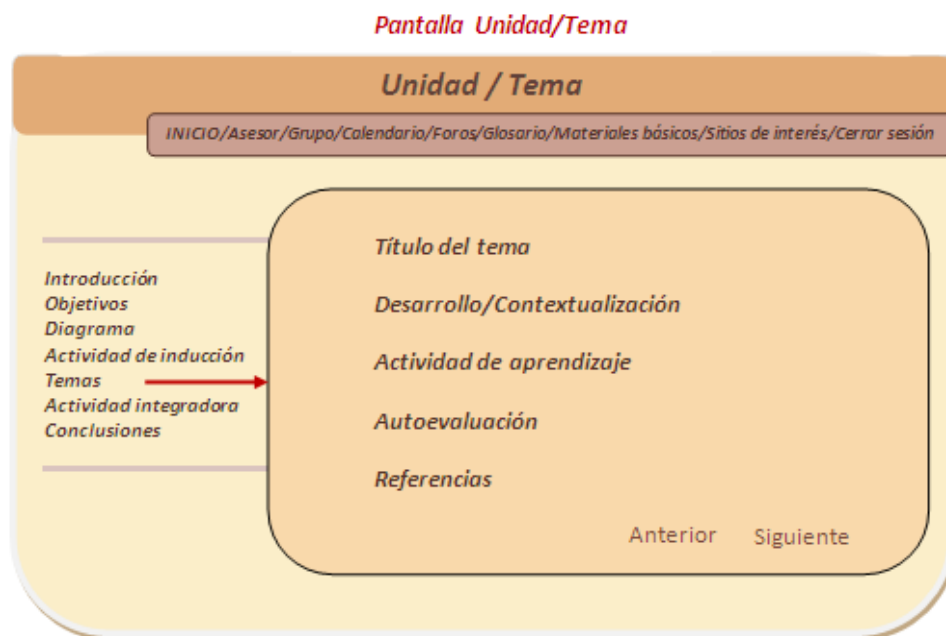 Pantalla Unidad/Tema
Unidad / Tema
INICIO/Asesor/Grupo/Calendario/Foros/Glosario/Materiales básicos/Sitios de interés/Cerrar sesión
Introducción
Objetivos
Diagrama
Actividad de inducción
Temas
Actividad integradora
Conclusiones
Título del tema
Desarrollo/Contextualización
Actividad de aprendizaje
Autoevaluación
Referencias
Anterior Siguiente